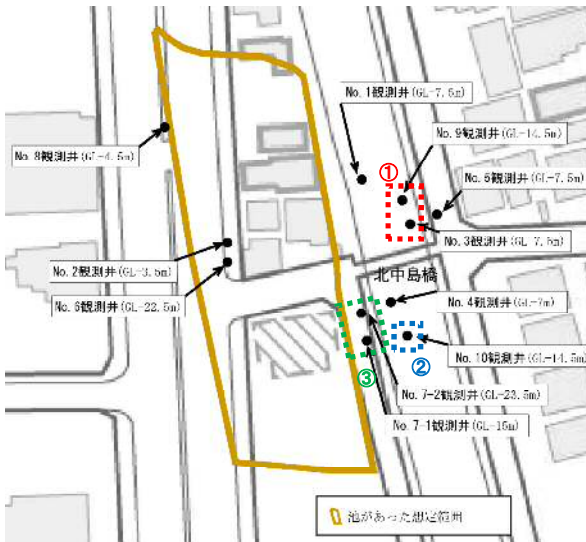 No.1観測井(GL-7.5m)
No.9観測井(GL-14.5m)
①
No.8観測井(GL-4.5m)
No.5観測井(GL-7.5m)
No.3観測井(GL-7.5m)
No.2観測井(GL-3.5m)
北中島橋
No.6観測井(GL-22.5m)
No.4観測井(GL-7m)
②
No.10観測井(GL-14.5m)
③
No.7-2観測井(GL-23.5m)
No.7-1観測井(GL-15m)
池があった想定範囲